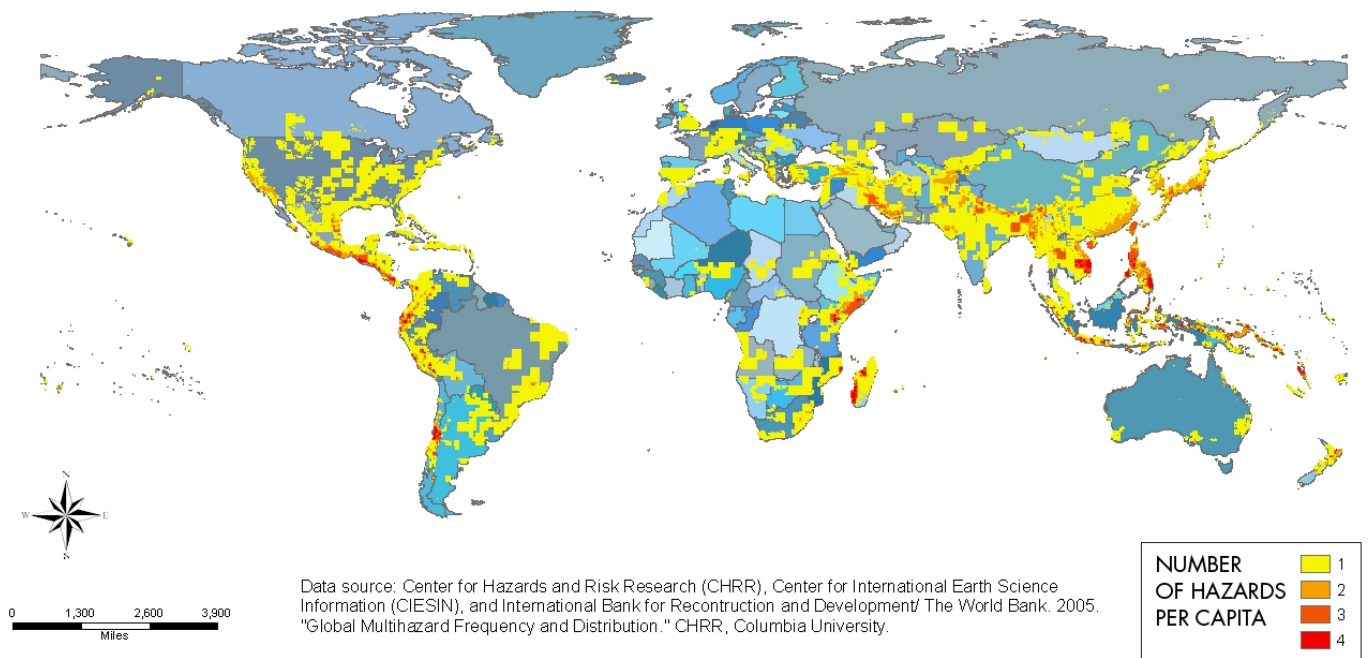 N
W E
S
0 1,300 2,600 3,900
Miles
Data source: Center for Hazards and Risk Research (CHRR), Center for International Earth Science
Information (CIESIN), and International Bank for Recontruction and Development/ The World Bank. 2005.
"Global Multihazard Frequency and Distribution." CHRR, Columbia University.
NUMBER
OF HAZARDS
PER CAPITA
1
2
3
4